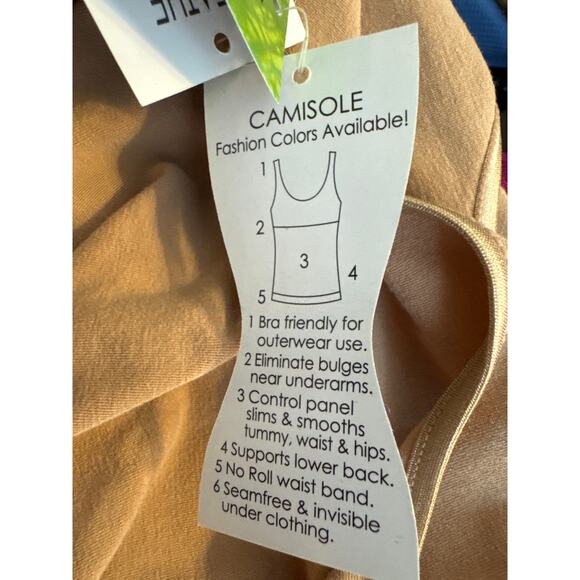 CAMISOLE
Fashion Colors Available!
1
2
3
4
5
1 Bra friendly for
outerwear use.
2 Eliminate bulges
near underarms.
3 Control panel
slims & smooths
tummy, waist & hips.
4 Supports lower back.
5 No Roll waist band.
6 Seamfree & invisible
under clothing.